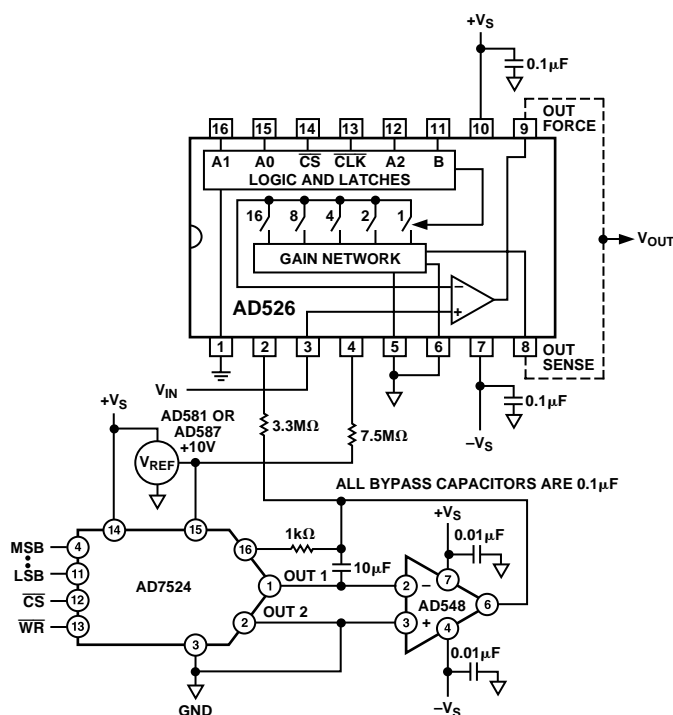 +VS
0.1μF
OUT FORCE
16 15 14 13 12 11 10 9
A1 A0 CS CLK A2 B
LOGIC AND LATCHES
16 8 4 2 1
VOUT
GAIN NETWORK
−
+
AD526
1 2 3 4 5 6 7 8
OUT SENSE
VIN
0.1μF
+VS
AD581 OR
AD587
+10V
3.3MΩ
7.5MΩ
−VS
VREF
ALL BYPASS CAPACITORS ARE 0.1μF
+VS
14 15
0.01μF
MSB 4
16
1kΩ
10μF
7
LSB 11
AD7524
1
OUT 1
2 −
AD548
6
CS 12
2
OUT 2
3 +
WR 13
4
0.01μF
3
GND
−VS